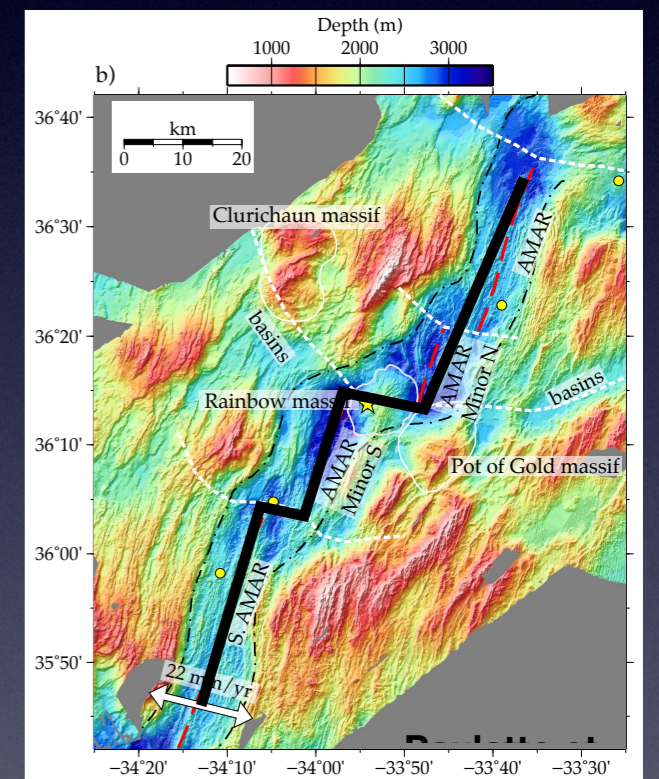 Depth (m)
1000 2000 3000
b)
36°40'
km
0 10 20
36°30'
Clurichaun massif
AMAR
36°20'
basins
AMAR
Minor N
basins
Rainbow massif
36°10'
AMAR
Minor S
Pot of Gold massif
36°00'
S. AMAR
35°50'
22 mm/yr
−34°20' −34°10' −34°00' −33°50' −33°40' −33°30'